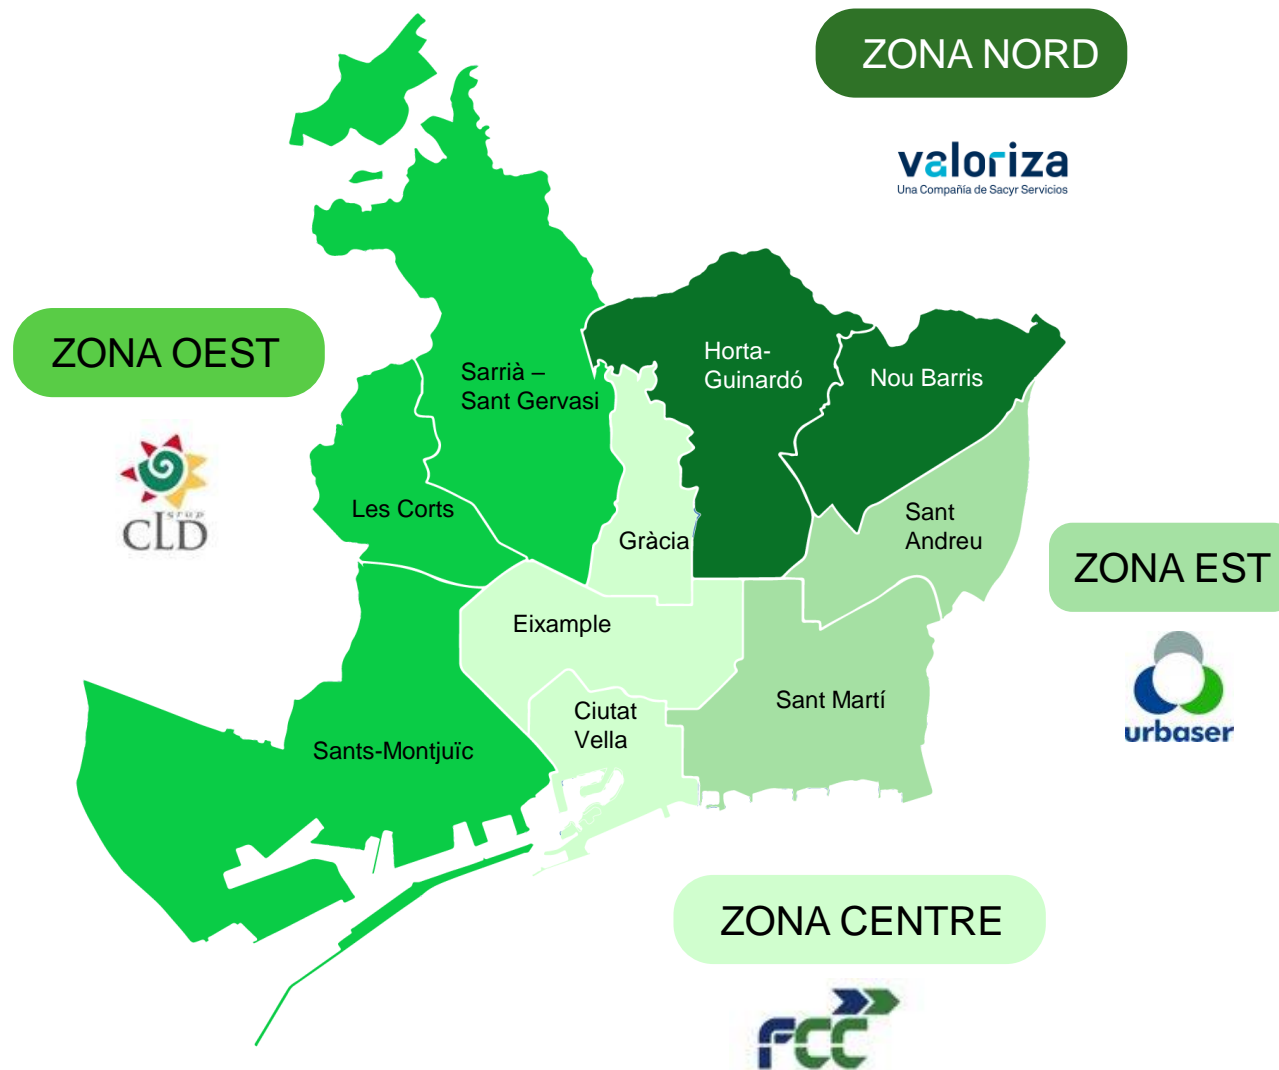 ZONA NORD
valoriza
Una Compañía de Sacyr Servicios
ZONA OEST
grup
CLD
Sarrià –
Sant Gervasi
Horta-
Guinardó
Nou Barris
Les Corts
Gràcia
Sant
Andreu
ZONA EST
urbaser
Eixample
Sant Martí
Ciutat
Vella
Sants-Montjuïc
ZONA CENTRE
FCC